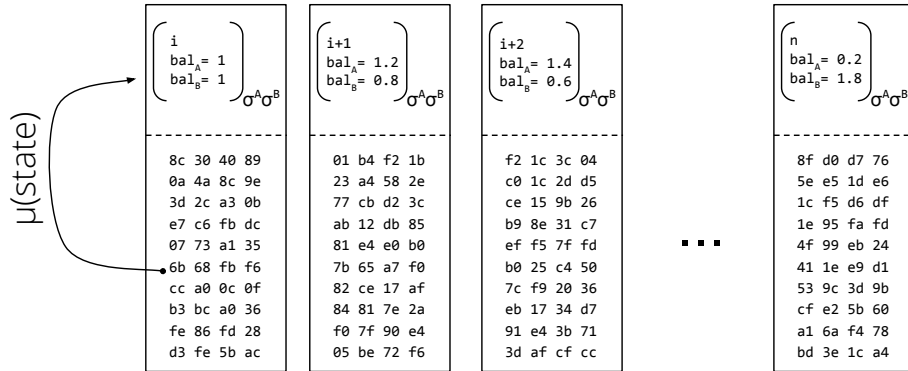 μ(state)
i
bal_A = 1
bal_B = 1
σ^Aσ^B
8c 30 40 89
0a 4a 8c 9e
3d 2c a3 0b
e7 c6 fb dc
07 73 a1 35
6b 68 fb f6
cc a0 0c 0f
b3 bc a0 36
fe 86 fd 28
d3 fe 5b ac
i+1
bal_A = 1.2
bal_B = 0.8
σ^Aσ^B
01 b4 f2 1b
23 a4 58 2e
77 cb d2 3c
ab 12 db 85
81 e4 e0 b0
7b 65 a7 f0
82 ce 17 af
84 81 7e 2a
f0 7f 90 e4
05 be 72 f6
i+2
bal_A = 1.4
bal_B = 0.6
σ^Aσ^B
f2 1c 3c 04
c0 1c 2d d5
ce 15 9b 26
b9 8e 31 c7
ef f5 7f fd
b0 25 c4 50
7c f9 20 36
eb 17 34 d7
91 e4 3b 71
3d af cf cc
...
n
bal_A = 0.2
bal_B = 1.8
σ^Aσ^B
8f d0 d7 76
5e e5 1d e6
1c f5 d6 df
1e 95 fa fd
4f 99 eb 24
41 1e e9 d1
53 9c 3d 9b
cf e2 5b 60
a1 6a f4 78
bd 3e 1c a4